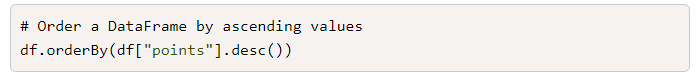 # Order a DataFrame by ascending values
df.orderBy(df["points"].desc())